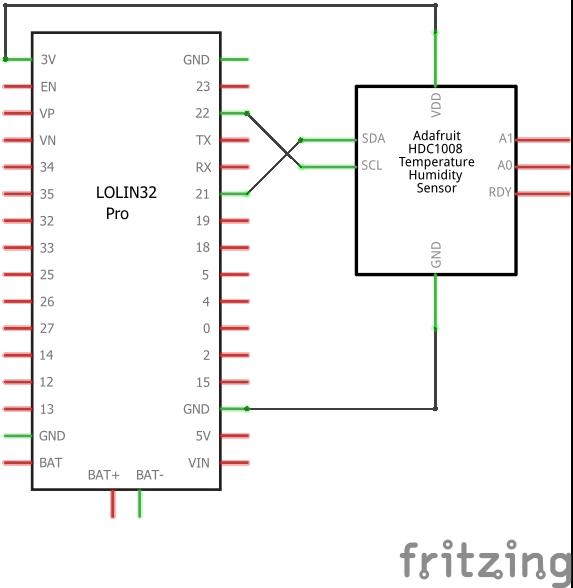 3V
EN
VP
VN
34
35
32
33
25
26
27
14
12
13
GND
BAT
LOLIN32
Pro
GND
23
22
TX
RX
21
19
18
5
4
0
2
15
GND
5V
VIN
BAT+ BAT-
VDD
SDA
SCL
Adafruit
HDC1008
Temperature
Humidity
Sensor
A1
A0
RDY
GND
fritzing